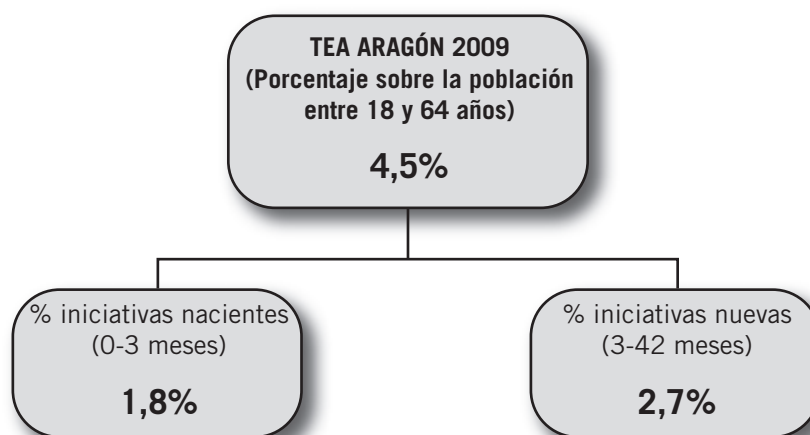 TEA ARAGÓN 2009
(Porcentaje sobre la población
entre 18 y 64 años)
4,5%
% iniciativas nacientes
(0-3 meses)
1,8%
% iniciativas nuevas
(3-42 meses)
2,7%